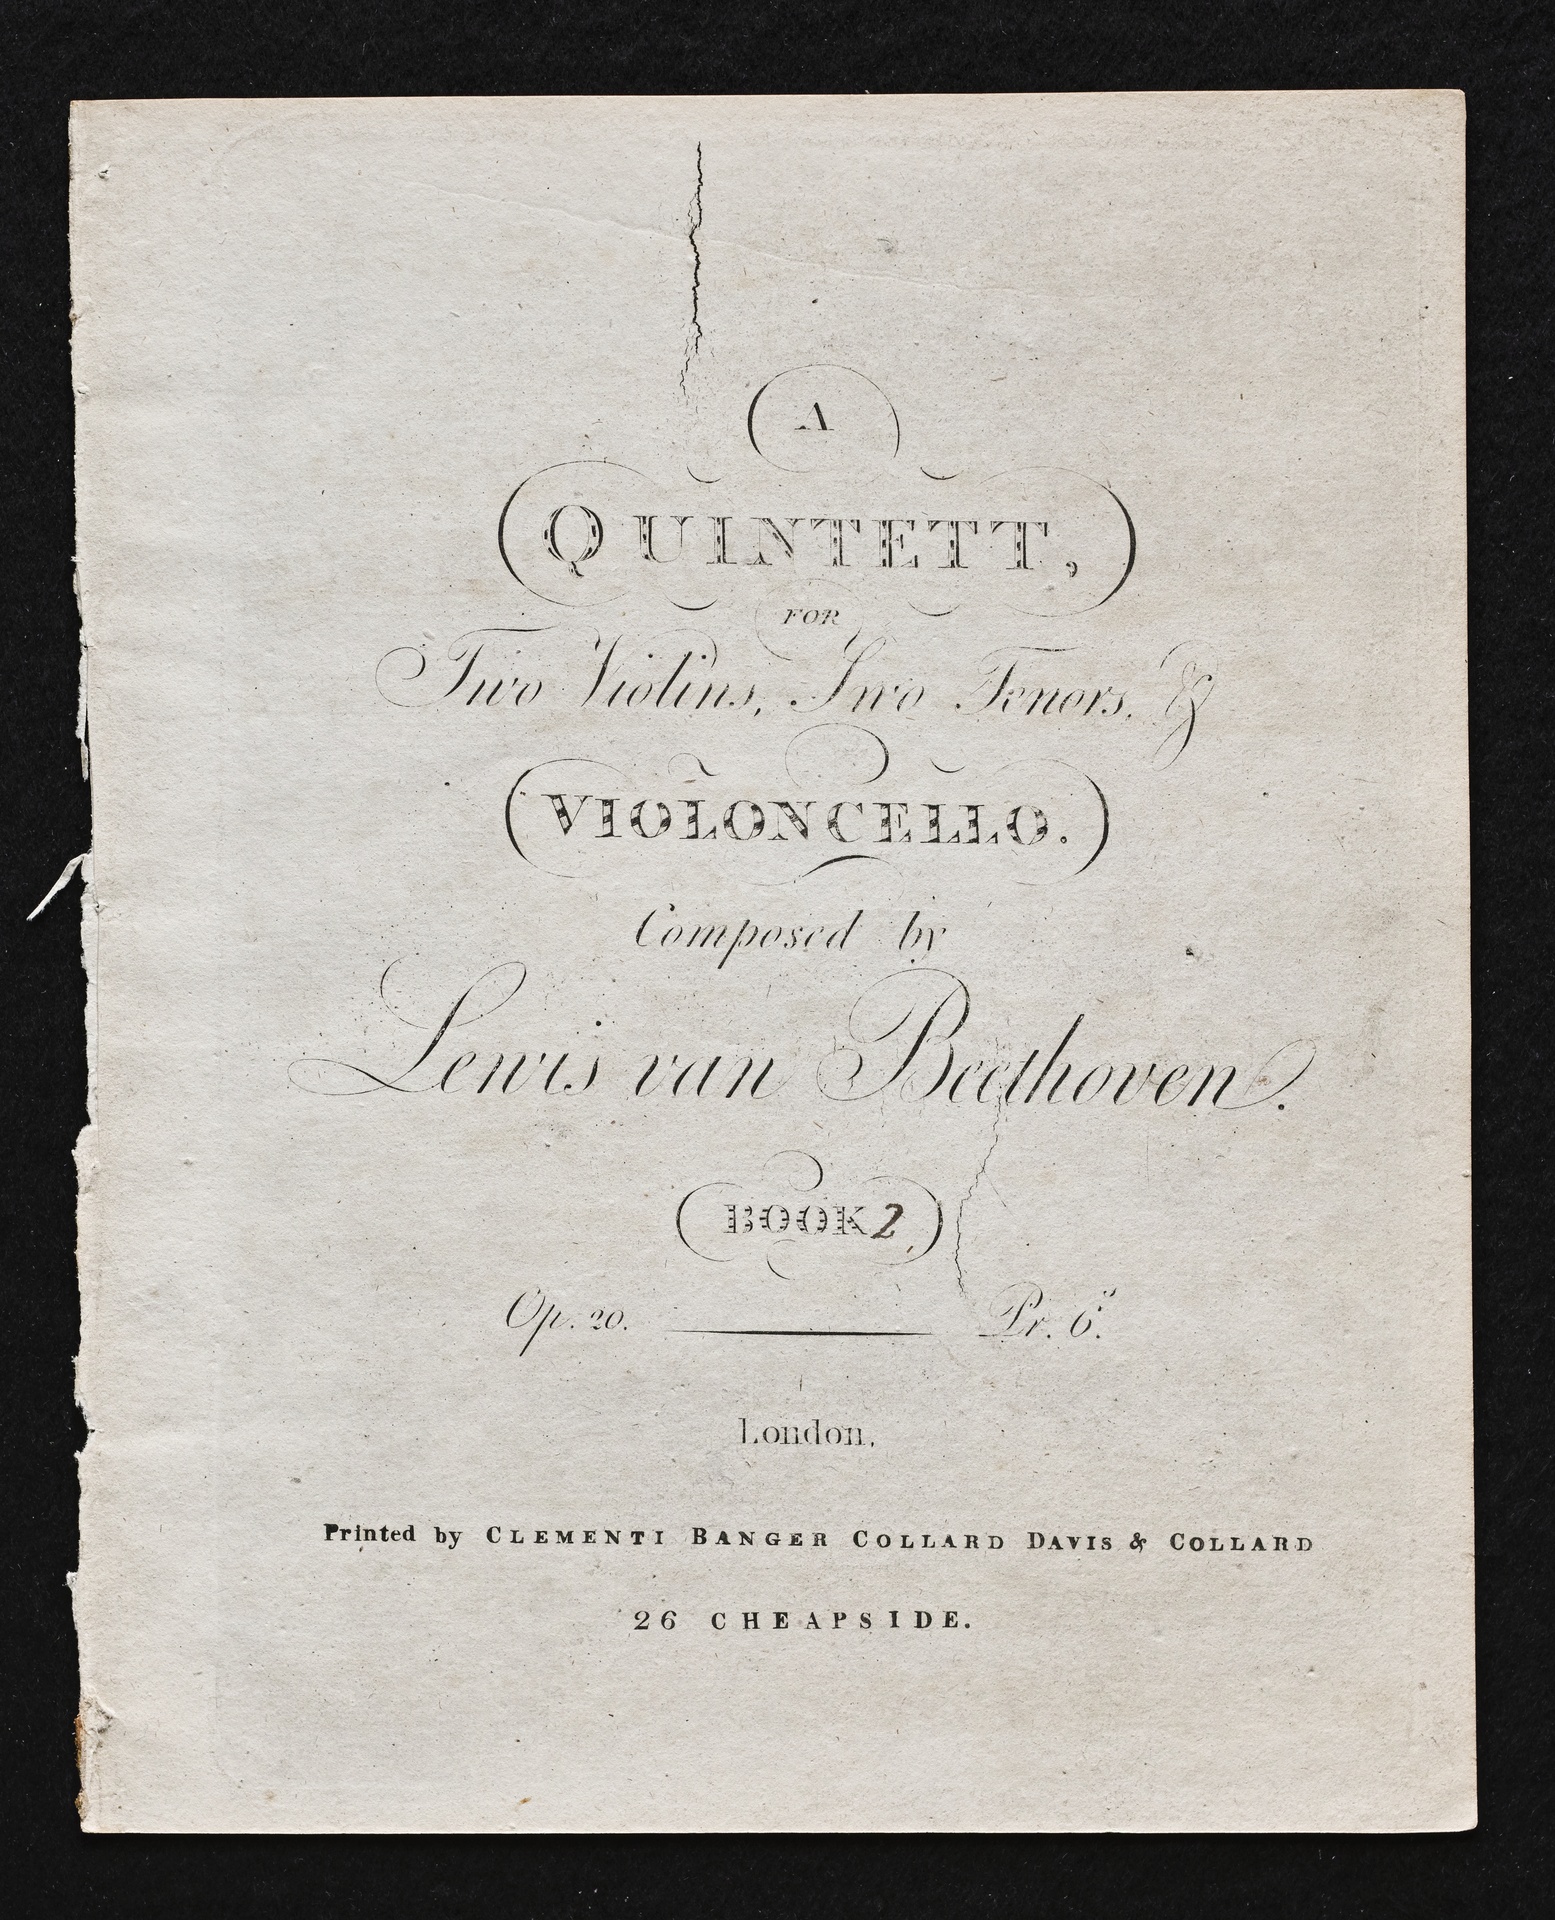 A
QUINTETT,
FOR
Two Violins, Two Tenors, &
VIOLONCELLO.
Composed by
Lewis van Beethoven.
BOOK 2
Op. 20. Pr. 6s.
London,
Printed by CLEMENTI BANGER COLLARD DAVIS & COLLARD
26 CHEAPSIDE.